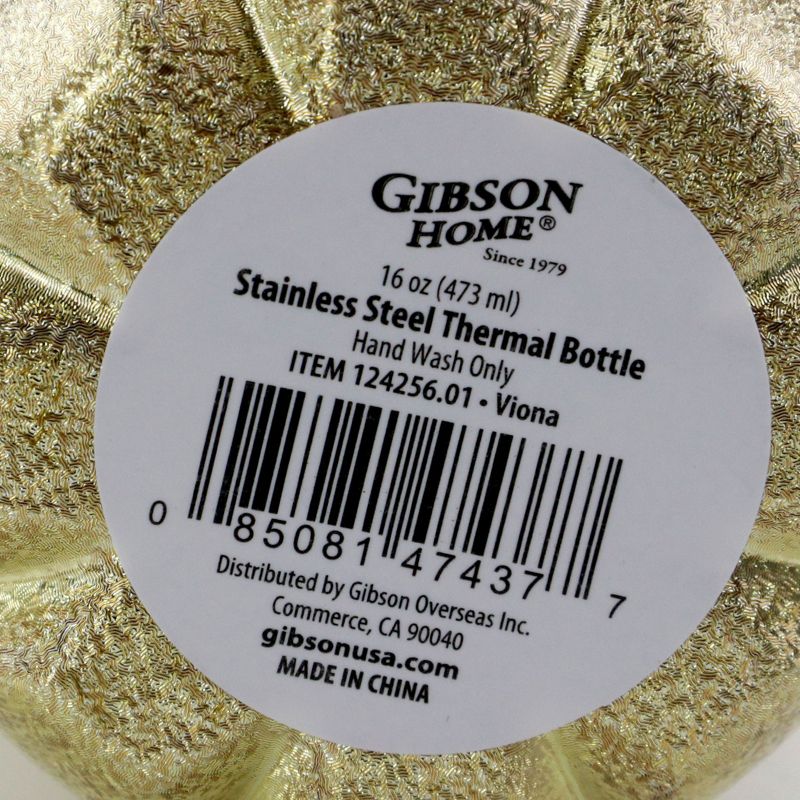 GIBSON
HOME®
Since 1979
16 oz (473 ml)
Stainless Steel Thermal Bottle
Hand Wash Only
ITEM 124256.01 • Viona
0 85081 47437 7
Distributed by Gibson Overseas Inc.
Commerce, CA 90040
gibsonusa.com
MADE IN CHINA